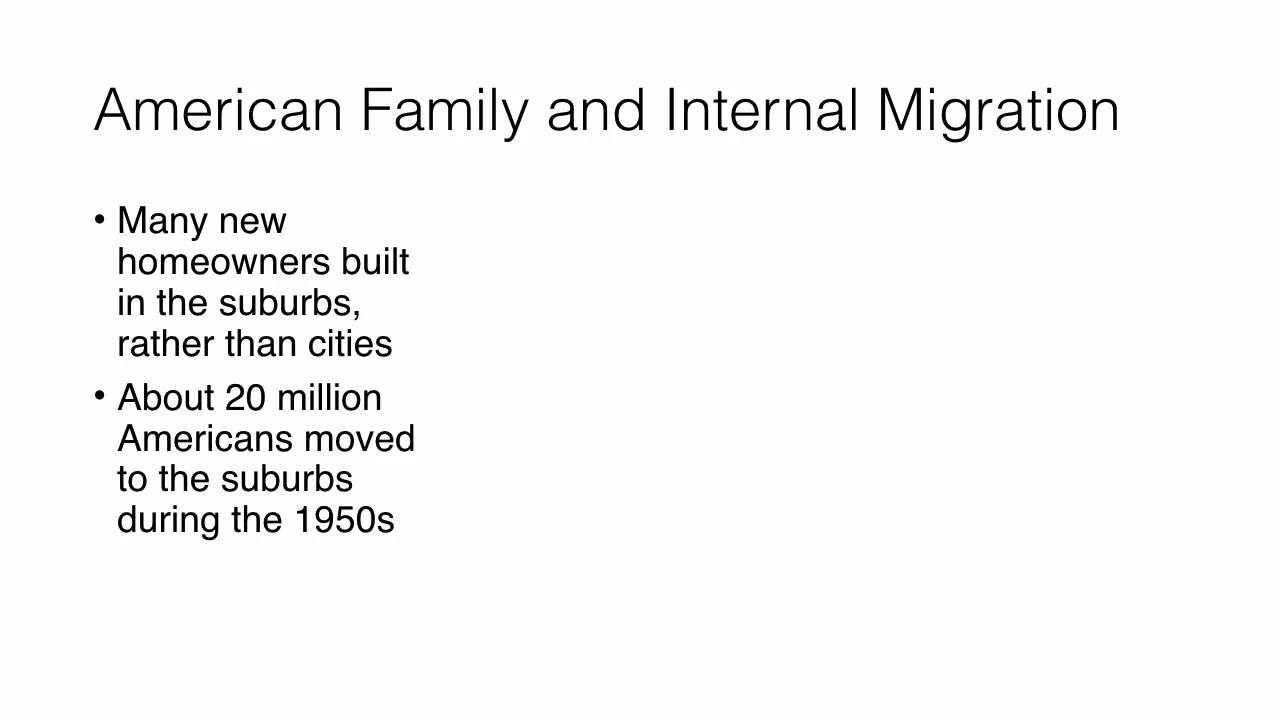 American Family and Internal Migration
• Many new
homeowners built
in the suburbs,
rather than cities
• About 20 million
Americans moved
to the suburbs
during the 1950s